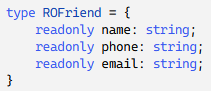 type ROFriend = {
    readonly name: string;
    readonly phone: string;
    readonly email: string;
}